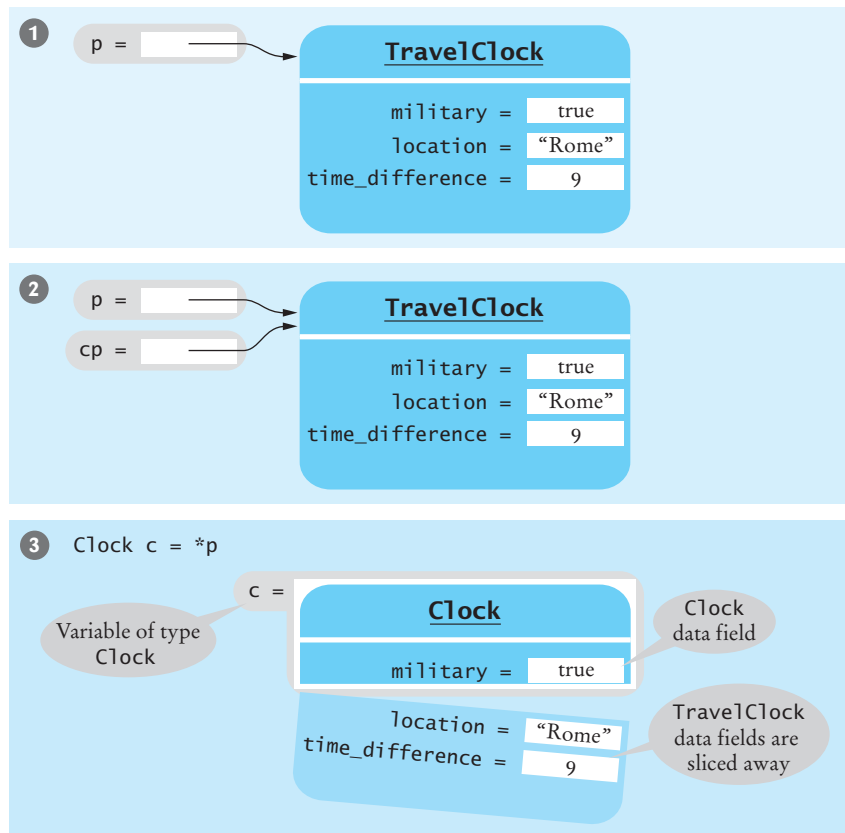 1
p =
TravelClock
military = true
location = “Rome”
time_difference = 9
2
p =
cp =
TravelClock
military = true
location = “Rome”
time_difference = 9
3 Clock c = *p
c =
Variable of type
Clock
Clock
military = true
Clock
data field
location = “Rome”
time_difference = 9
TravelClock
data fields are
sliced away